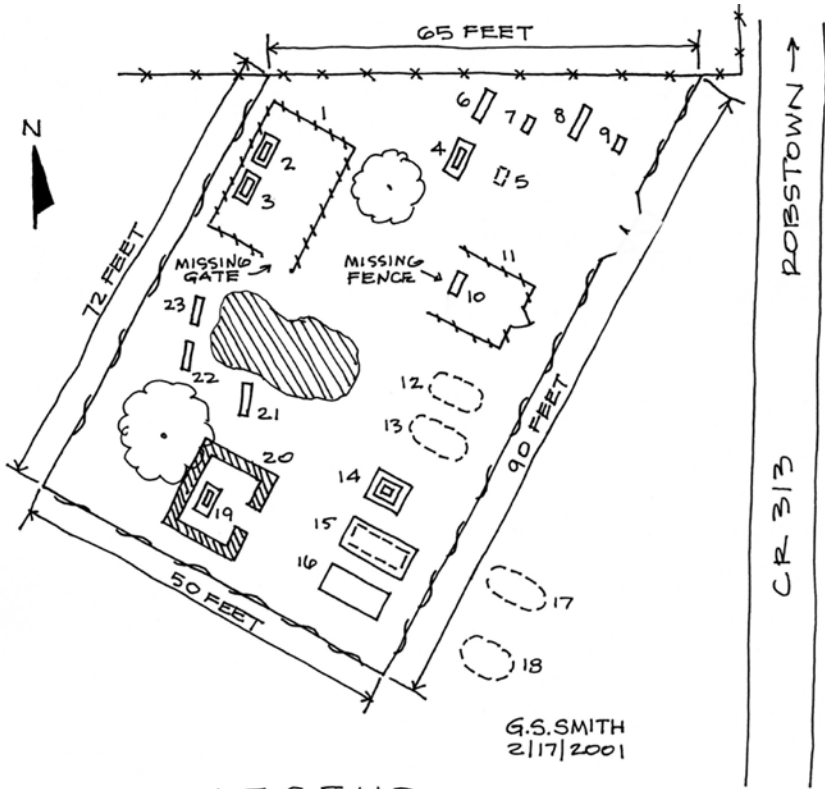 65 FEET
N
1
2
3
4
5
6
7
8
9
ROBSTOWN →
MISSING
GATE
MISSING
FENCE
10
11
72 FEET
23
22
21
12
13
90 FEET
CR 313
20
19
14
15
16
50 FEET
17
18
G.S. SMITH
2/17/2001